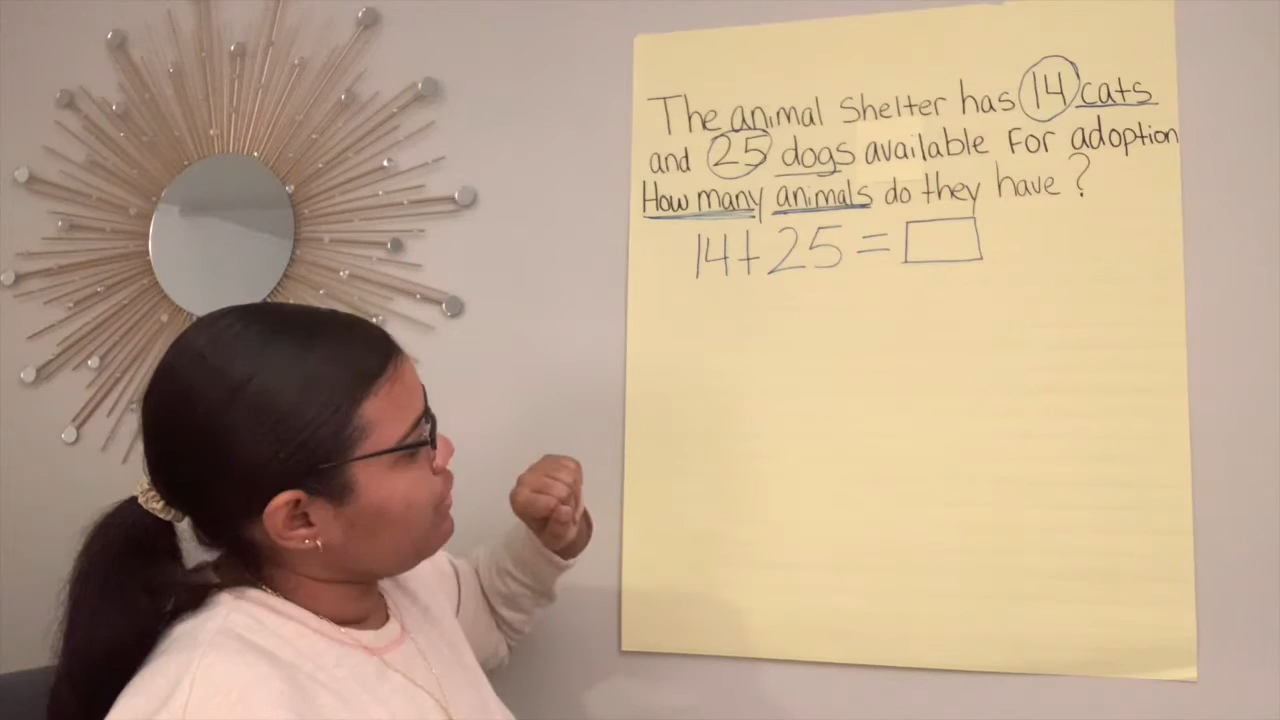 The animal shelter has 14 cats
and 25 dogs available For adoption
How many animals do they have?
14+25=